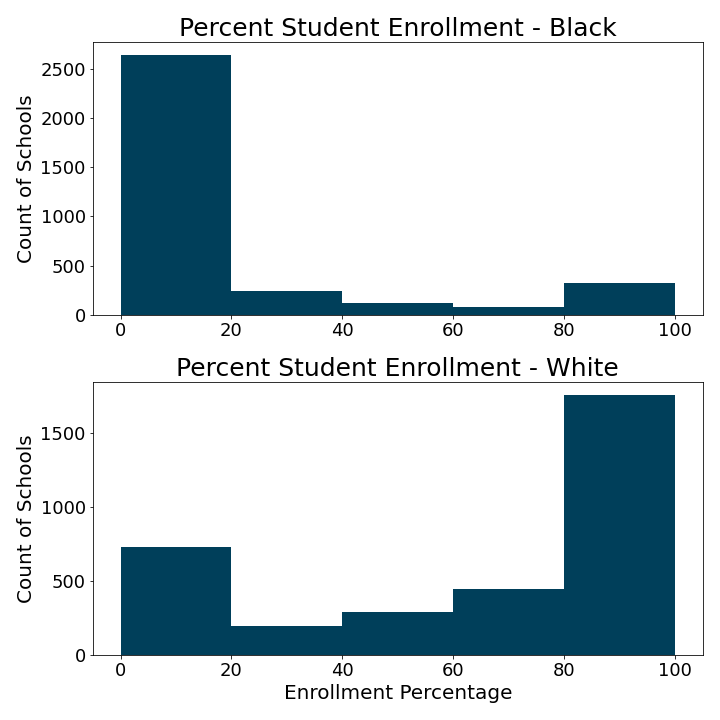 Percent Student Enrollment - Black
Count of Schools
2500
2000
1500
1000
500
0
0 20 40 60 80 100
Percent Student Enrollment - White
Count of Schools
1500
1000
500
0
0 20 40 60 80 100
Enrollment Percentage